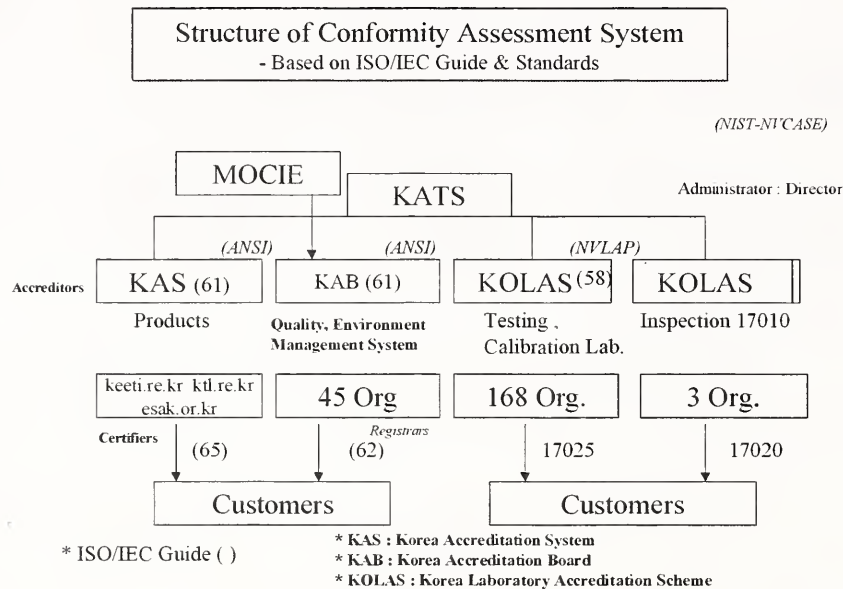 Structure of Conformity Assessment System
- Based on ISO/IEC Guide & Standards
(NIST-NVCASE)
MOCIE
KATS
Administrator : Director
(ANSI) (ANSI) (NVLAP)
Accreditors KAS (61) KAB (61) KOLAS (58) KOLAS
Products Quality, Environment Management System Testing , Calibration Lab. Inspection 17010
keeti.re.kr ktl.re.kr
esak.or.kr
45 Org 168 Org. 3 Org.
Certifiers Registrars
(65) (62) 17025 17020
Customers Customers
* ISO/IEC Guide ( )
* KAS : Korea Accreditation System
* KAB : Korea Accreditation Board
* KOLAS : Korea Laboratory Accreditation Scheme